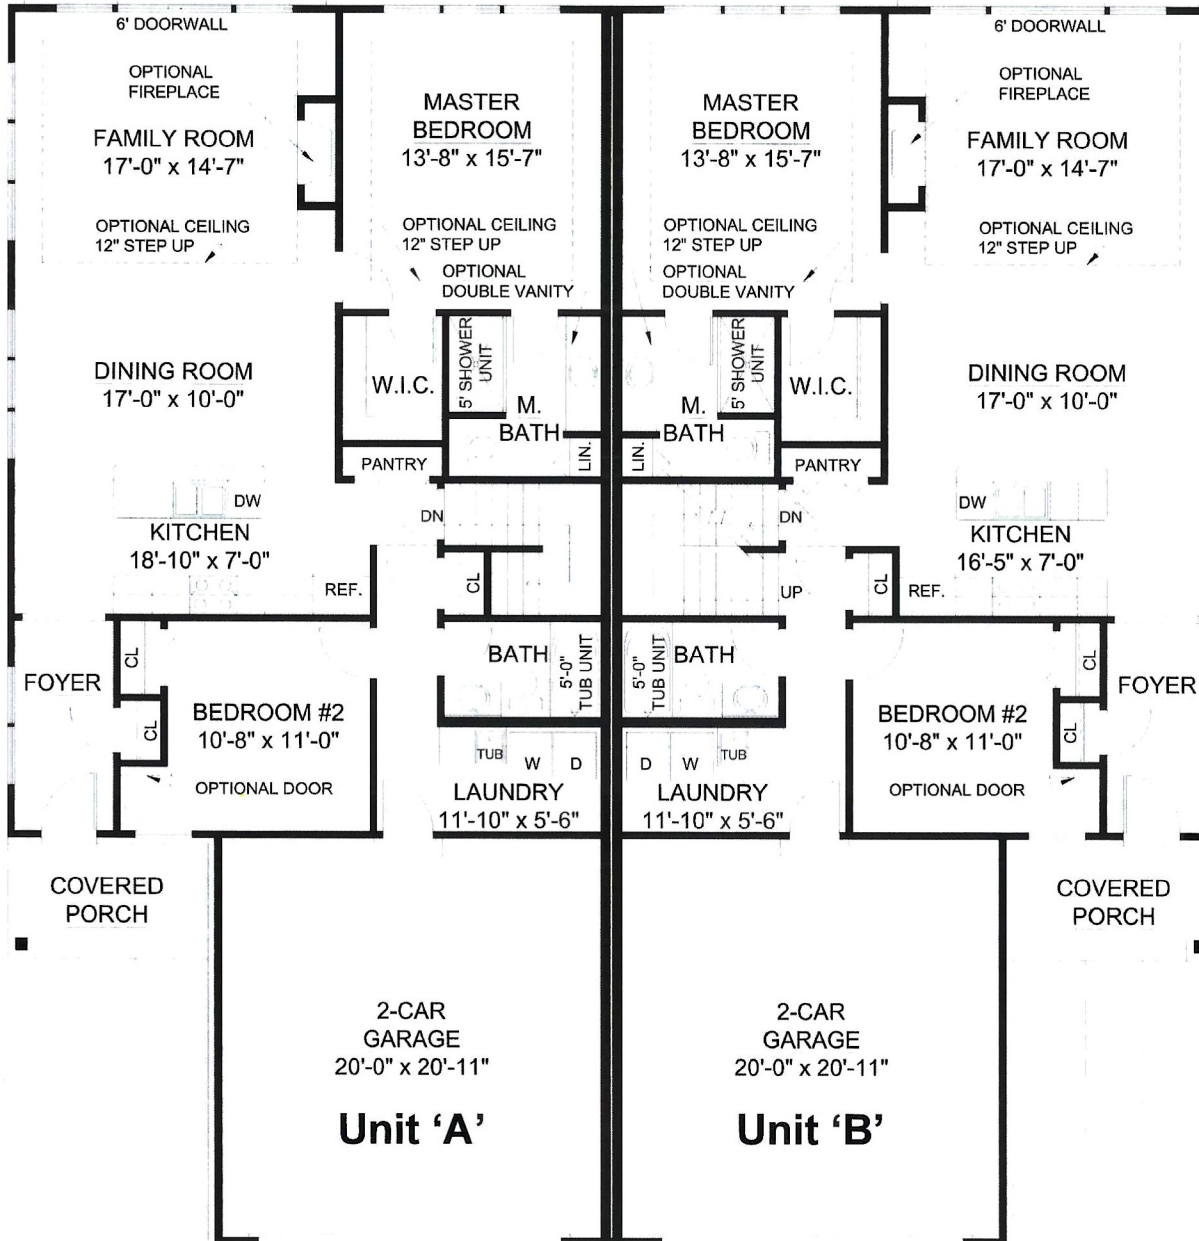 6' DOORWALL
OPTIONAL
FIREPLACE
FAMILY ROOM
17'-0" x 14'-7"
OPTIONAL CEILING
12" STEP UP
MASTER
BEDROOM
13'-8" x 15'-7"
OPTIONAL CEILING
12" STEP UP
OPTIONAL
DOUBLE VANITY
DINING ROOM
17'-0" x 10'-0"
W.I.C.
5' SHOWER
UNIT
M.
BATH
LIN.
PANTRY
DW
KITCHEN
18'-10" x 7'-0"
REF.
DN
CL
FOYER
CL
CL
BEDROOM #2
10'-8" x 11'-0"
OPTIONAL DOOR
BATH
5'-0"
TUB UNIT
TUB
W
D
LAUNDRY
11'-10" x 5'-6"
COVERED
PORCH
2-CAR
GARAGE
20'-0" x 20'-11"
Unit ‘A’
MASTER
BEDROOM
13'-8" x 15'-7"
OPTIONAL CEILING
12" STEP UP
OPTIONAL
DOUBLE VANITY
6' DOORWALL
OPTIONAL
FIREPLACE
FAMILY ROOM
17'-0" x 14'-7"
OPTIONAL CEILING
12" STEP UP
M.
BATH
LIN.
5' SHOWER
UNIT
W.I.C.
DINING ROOM
17'-0" x 10'-0"
PANTRY
DW
KITCHEN
16'-5" x 7'-0"
REF.
DN
UP
CL
5'-0"
TUB UNIT
BATH
BEDROOM #2
10'-8" x 11'-0"
CL
CL
FOYER
OPTIONAL DOOR
D
W
TUB
LAUNDRY
11'-10" x 5'-6"
COVERED
PORCH
2-CAR
GARAGE
20'-0" x 20'-11"
Unit ‘B’